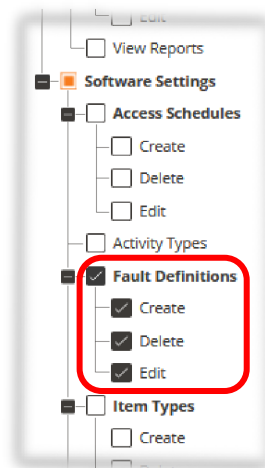 Edit
View Reports
Software Settings
Access Schedules
Create
Delete
Edit
Activity Types
Fault Definitions
Create
Delete
Edit
Item Types
Create